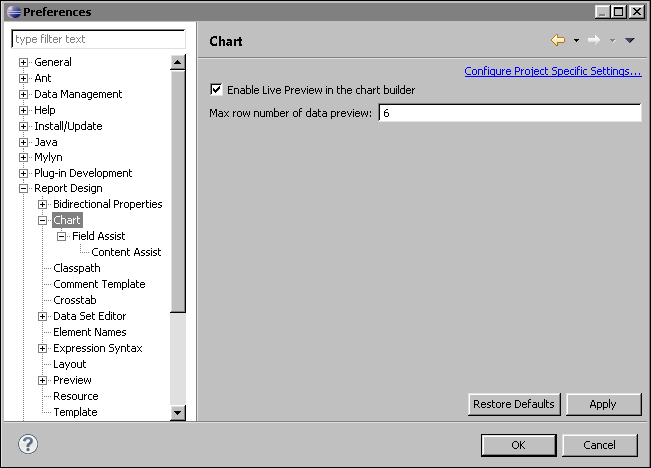 Preferences
type filter text
General
Ant
Data Management
Help
Install/Update
Java
Mylyn
Plug-in Development
Report Design
Bidirectional Properties
Chart
Field Assist
Content Assist
Classpath
Comment Template
Crosstab
Data Set Editor
Element Names
Expression Syntax
Layout
Preview
Resource
Template
Chart
Configure Project Specific Settings...
Enable Live Preview in the chart builder
Max row number of data preview: 6
Restore Defaults Apply
? OK Cancel